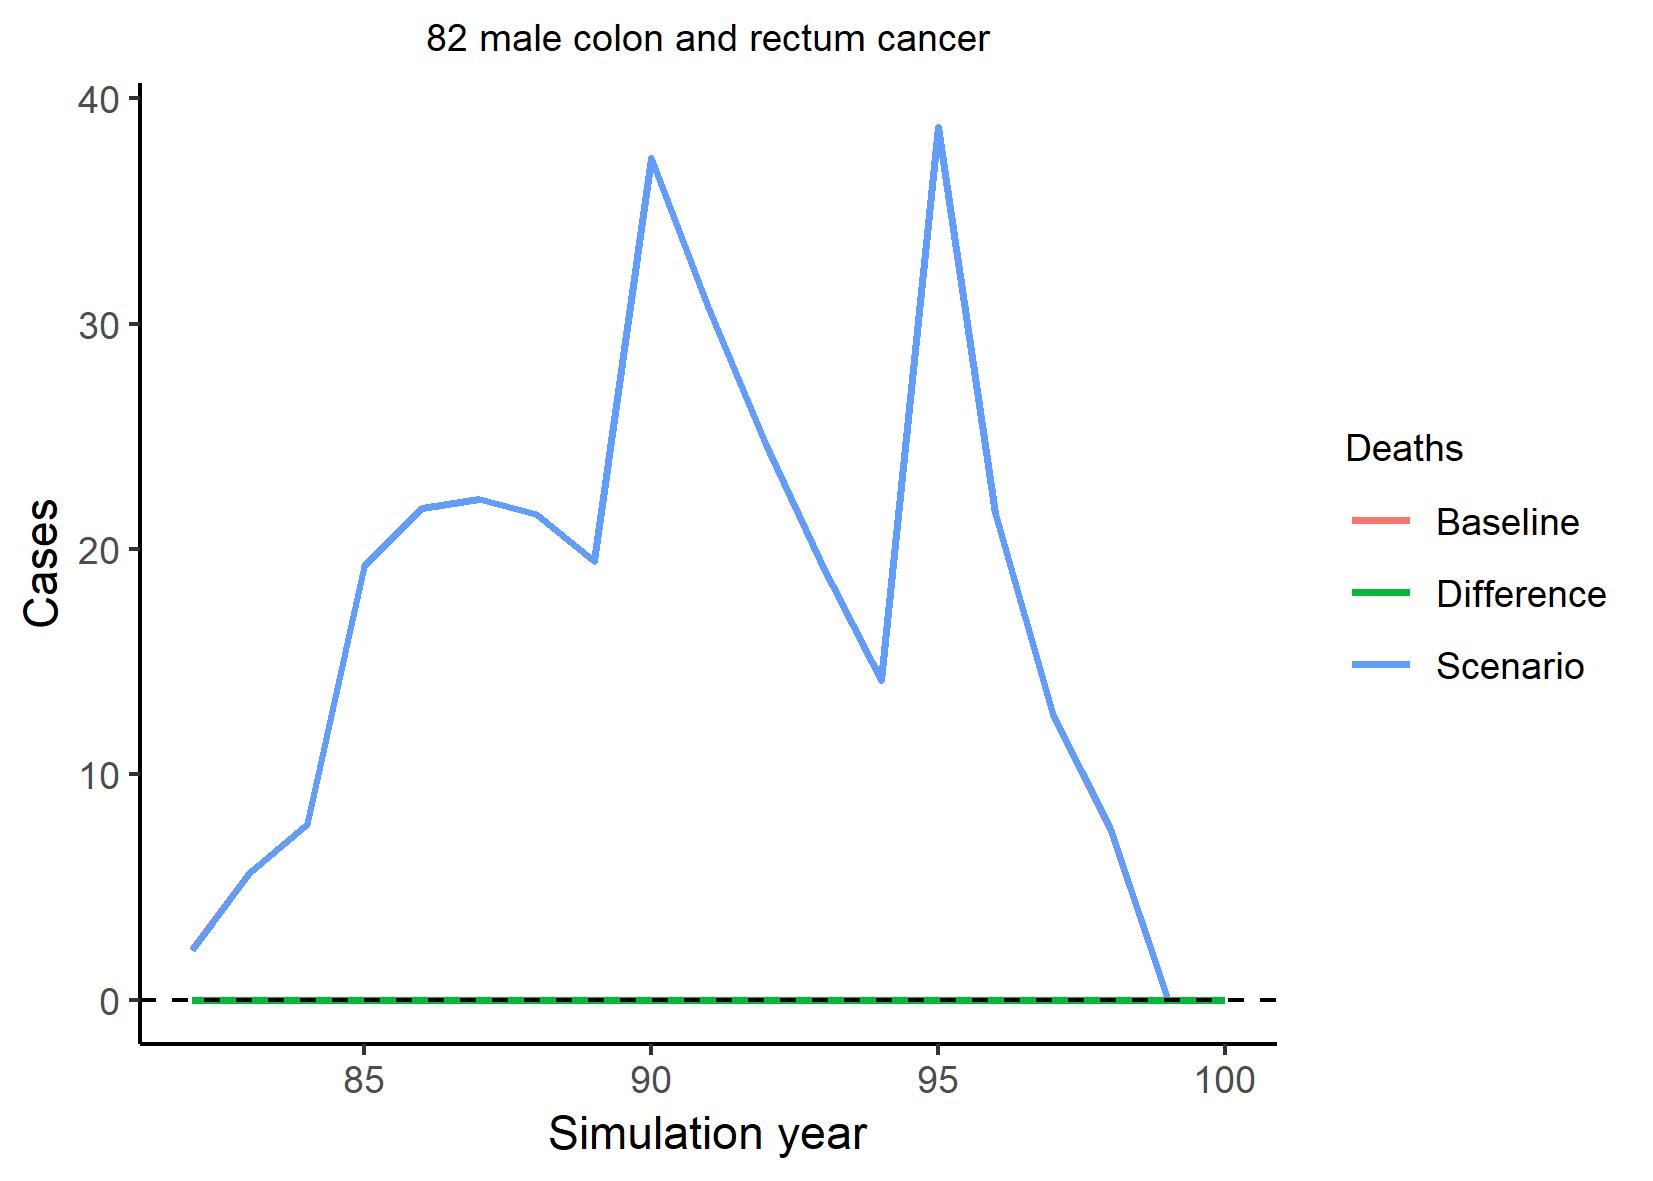 82 male colon and rectum cancer
40
30
20
10
0
Cases
85
90
95
100
Simulation year
Deaths
Baseline
Difference
Scenario